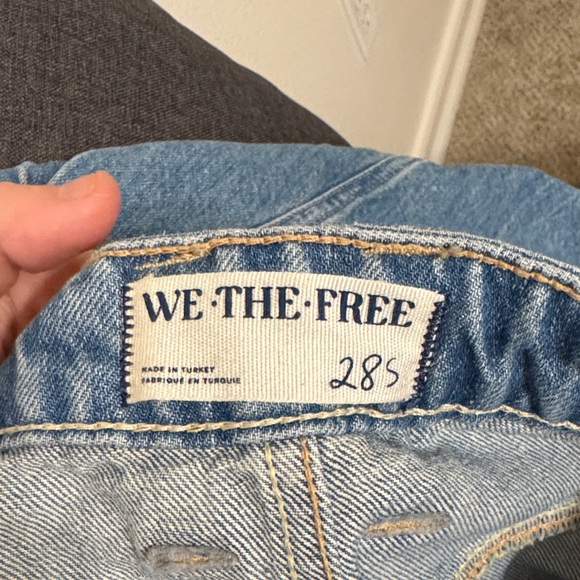 WE·THE·FREE
MADE IN TURKEY
FABRIQUÉ EN TURQUIE
28S